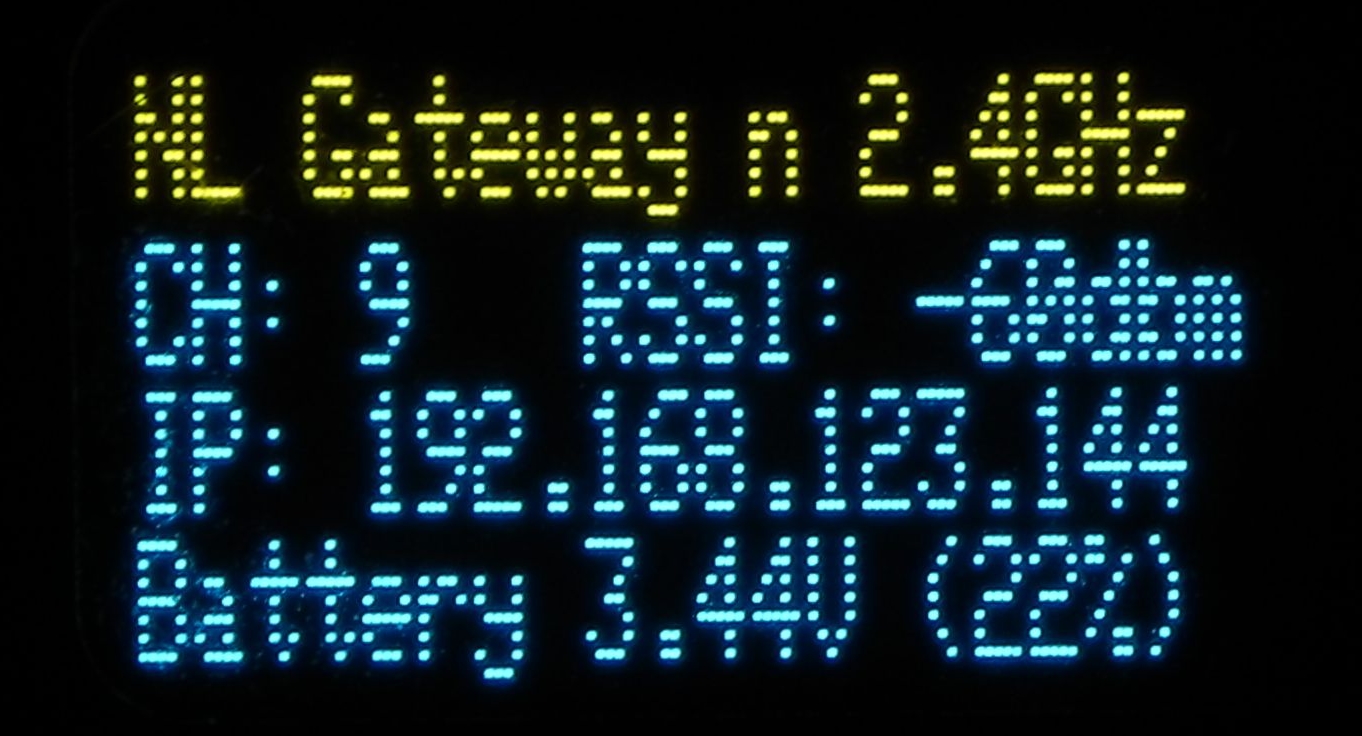 NL Gateway n 2.4GHz
CH: 9 RSSI:
IP: 192.168.123.144
Battery 3.44V (22%)